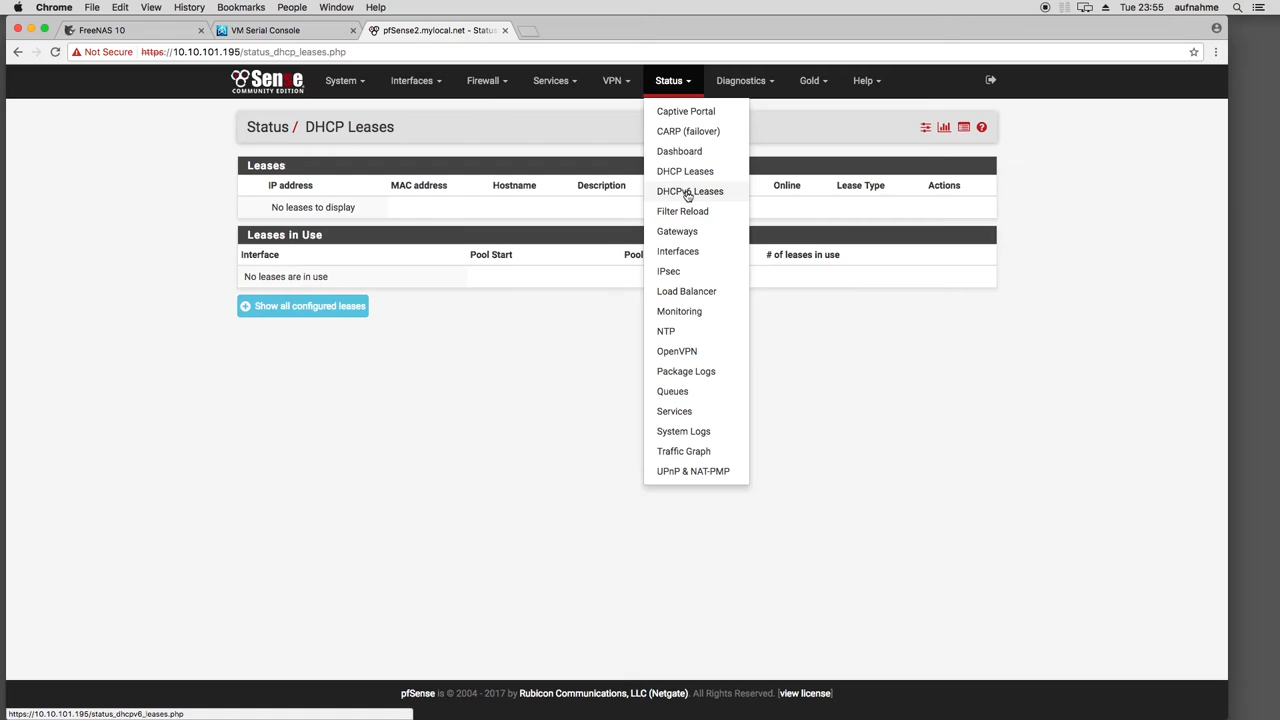 Chrome File Edit View History Bookmarks People Window Help Tue 23:55 aufnahme
FreeNAS 10 VM Serial Console pfSense2.mylocal.net - Status
Not Secure https://10.10.101.195/status_dhcp_leases.php
Sense COMMUNITY EDITION System Interfaces Firewall Services VPN Status Diagnostics Gold Help
Captive Portal
CARP (failover)
Dashboard
DHCP Leases
DHCPv6 Leases
Filter Reload
Gateways
Interfaces
IPsec
Load Balancer
Monitoring
NTP
OpenVPN
Package Logs
Queues
Services
System Logs
Traffic Graph
UPnP & NAT-PMP
Status / DHCP Leases
Leases
IP address MAC address Hostname Description Online Lease Type Actions
No leases to display
Leases in Use
Interface Pool Start Pool # of leases in use
No leases are in use
Show all configured leases
pfSense is © 2004 - 2017 by Rubicon Communications, LLC (Netgate). All Rights Reserved. [view license]
https://10.10.101.195/status_dhcpv6_leases.php